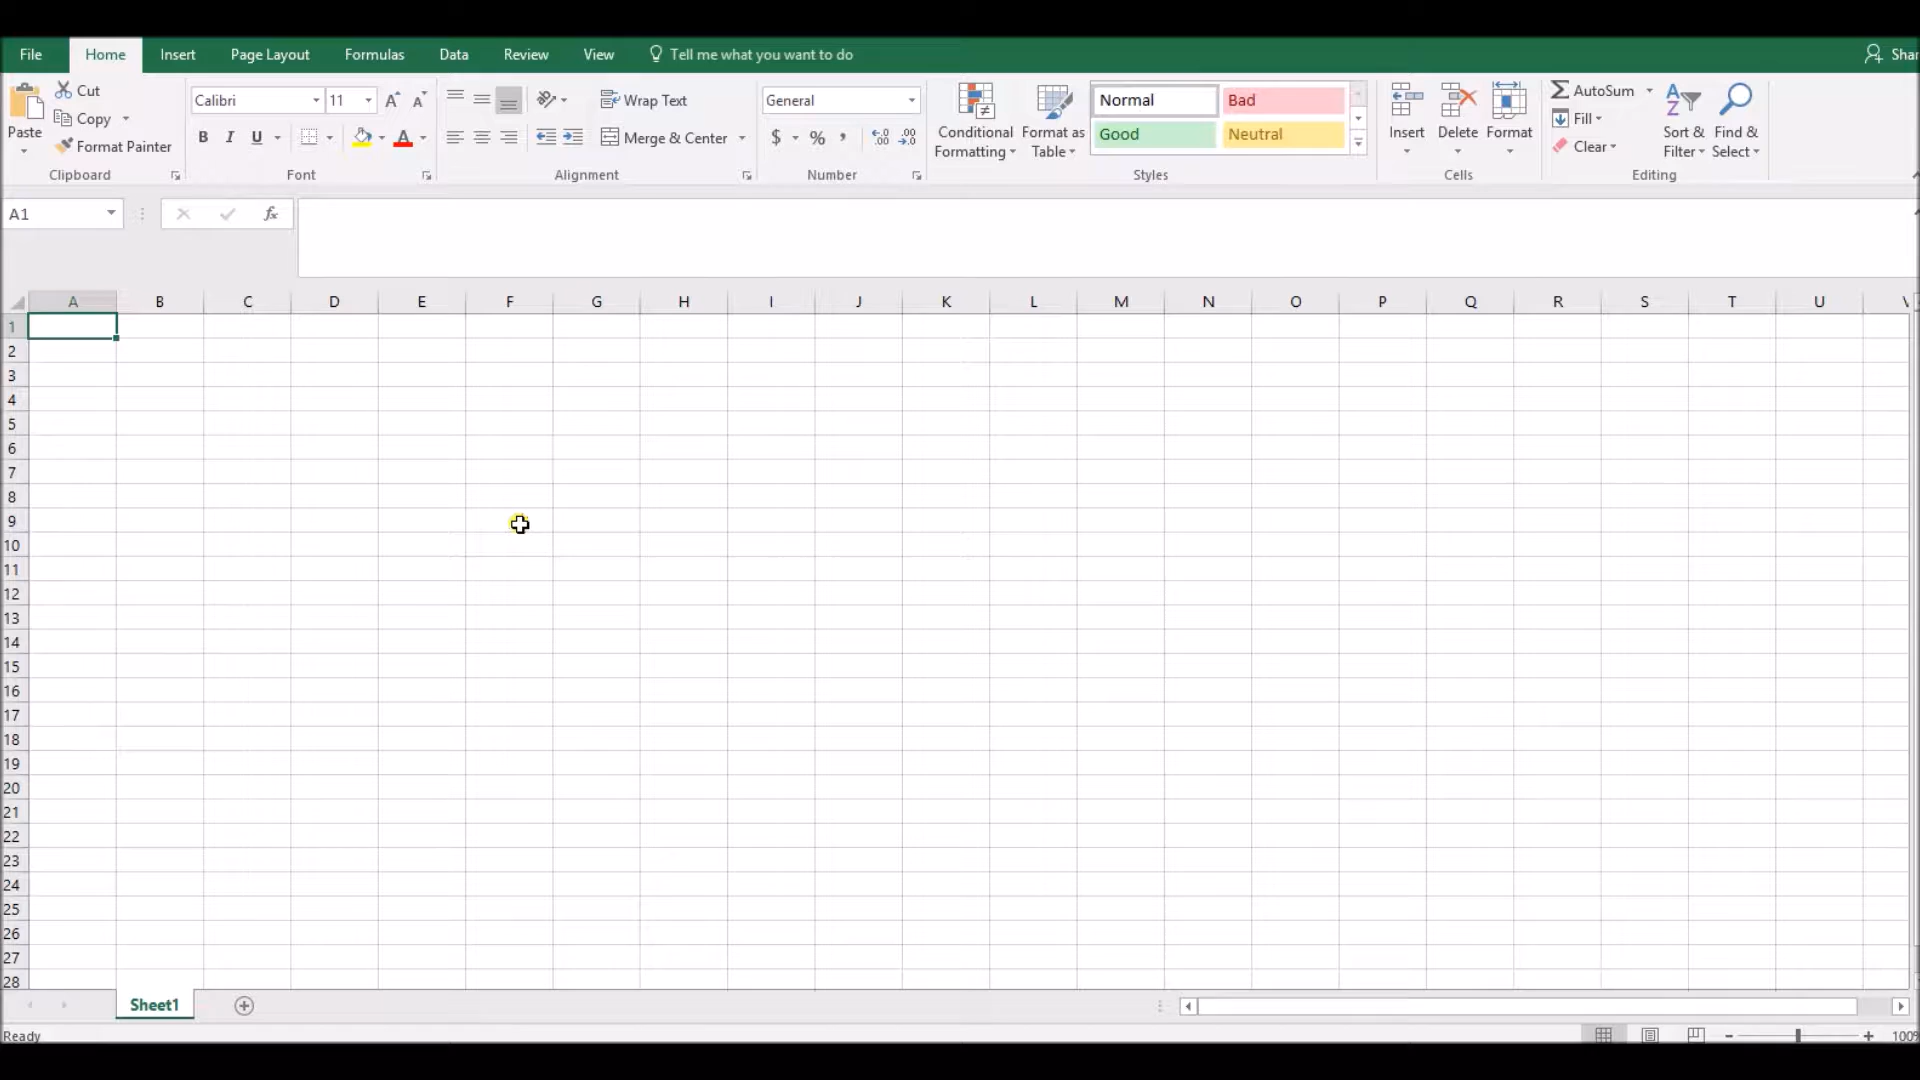 File Home Insert Page Layout Formulas Data Review View Tell me what you want to do
Cut
Copy
Format Painter
Paste
Clipboard
Calibri 11
B I U
Font
Wrap Text
Merge & Center
Alignment
General
$ % ,
Number
Conditional Formatting
Format as Table
Normal Bad
Good Neutral
Styles
Insert Delete Format
Cells
AutoSum
Fill
Clear
Sort & Filter
Find & Select
Editing
A1 fx
A B C D E F G H I J K L M N O P Q R S T U
1
2
3
4
5
6
7
8
9
10
11
12
13
14
15
16
17
18
19
20
21
22
23
24
25
26
27
28
Sheet1
Ready 100%